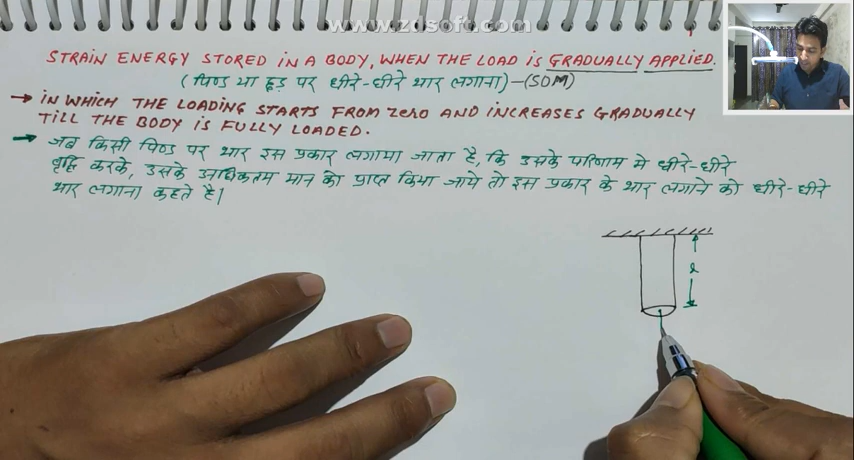 www.zdsoft.com
STRAIN ENERGY STORED IN A BODY, WHEN THE LOAD IS GRADUALLY APPLIED.
(पिण्ड या छड़ पर धीरे-धीरे भार लगाना)-(SOM)
→ IN WHICH THE LOADING STARTS FROM zero AND INCREASES GRADUALLY
TILL THE BODY IS FULLY LOADED.
→ जब किसी पिण्ड पर भार इस प्रकार लगाया जाता है, कि उसके परिणाम मे धीरे-धीरे
वृद्धि करके, उसके अधिकतम मान को प्राप्त किया जाये तो इस प्रकार के भार लगाने को धीरे-धीरे
भार लगाना कहते है।
l